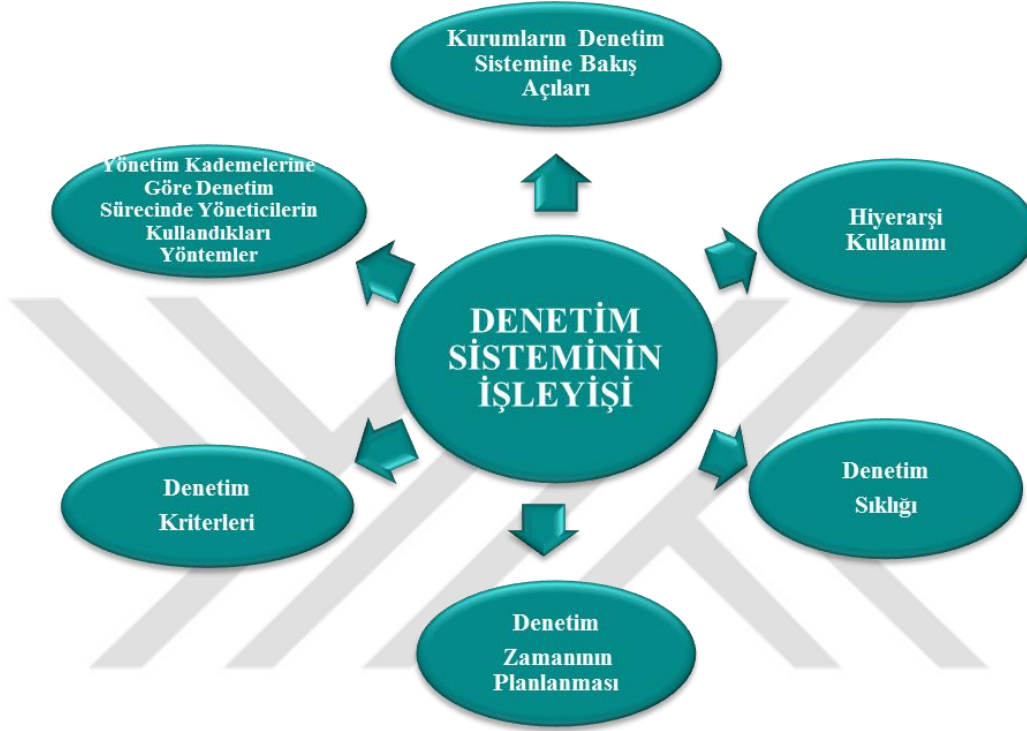 Kurumların Denetim
Sistemine Bakış
Açıları
Yönetim Kademelerine
Göre Denetim
Sürecinde Yöneticilerin
Kullandıkları
Yöntemler
Hiyerarşi
Kullanımı
DENETİM
SİSTEMİNİN
İŞLEYİŞİ
Denetim
Kriterleri
Denetim
Sıklığı
Denetim
Zamanının
Planlanması